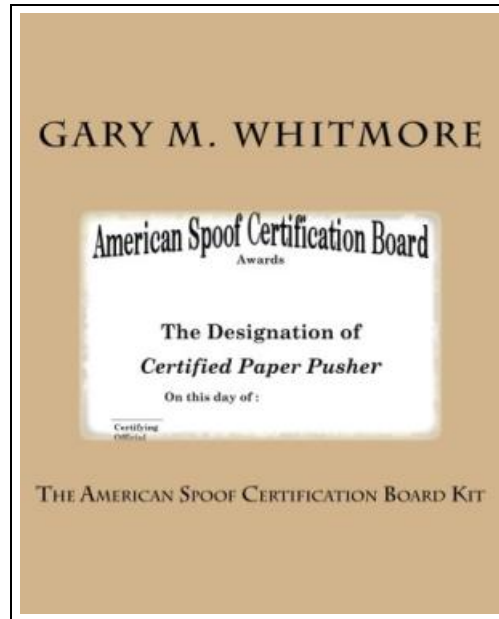 GARY M. WHITMORE
American Spoof Certification Board
Awards
The Designation of
Certified Paper Pusher
On this day of :
Certifying
Official
THE AMERICAN SPOOF CERTIFICATION BOARD KIT